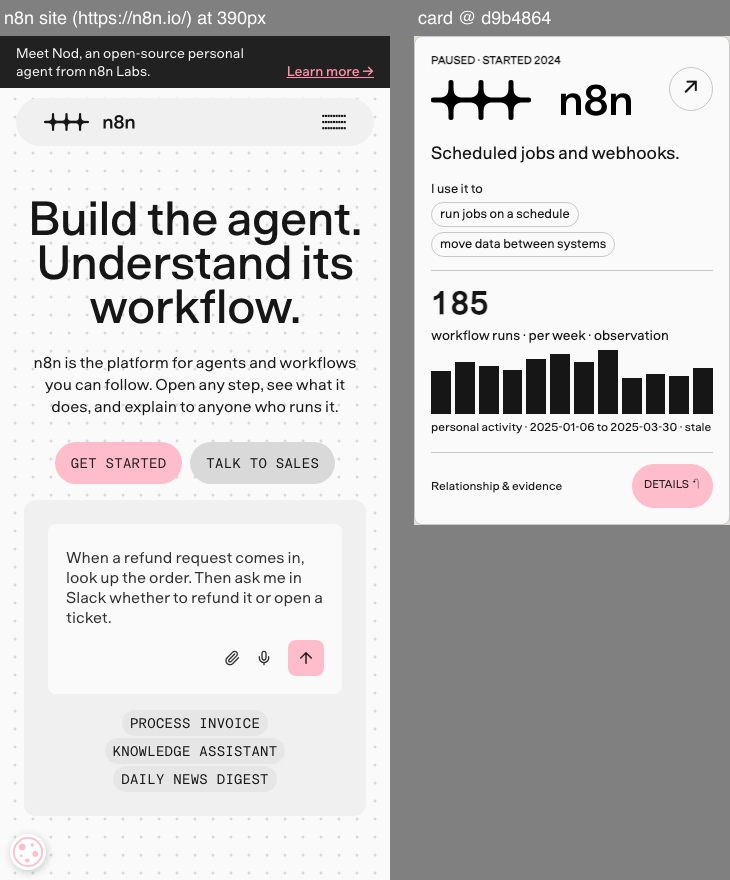 n8n site (https://n8n.io/) at 390px
Meet Nod, an open-source personal
agent from n8n Labs.
Learn more →
n8n
Build the agent.
Understand its
workflow.
n8n is the platform for agents and workflows
you can follow. Open any step, see what it
does, and explain to anyone who runs it.
GET STARTED
TALK TO SALES
When a refund request comes in,
look up the order. Then ask me in
Slack whether to refund it or open a
ticket.
PROCESS INVOICE
KNOWLEDGE ASSISTANT
DAILY NEWS DIGEST
card @ d9b4864
PAUSED · STARTED 2024
n8n
Scheduled jobs and webhooks.
I use it to
run jobs on a schedule
move data between systems
185
workflow runs · per week · observation
personal activity · 2025-01-06 to 2025-03-30 · stale
Relationship & evidence
DETAILS